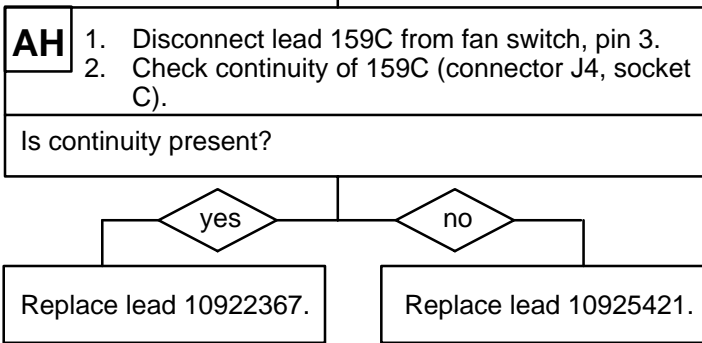 AH
1. Disconnect lead 159C from fan switch, pin 3.
2. Check continuity of 159C (connector J4, socket
C).
Is continuity present?
yes
no
Replace lead 10922367.
Replace lead 10925421.